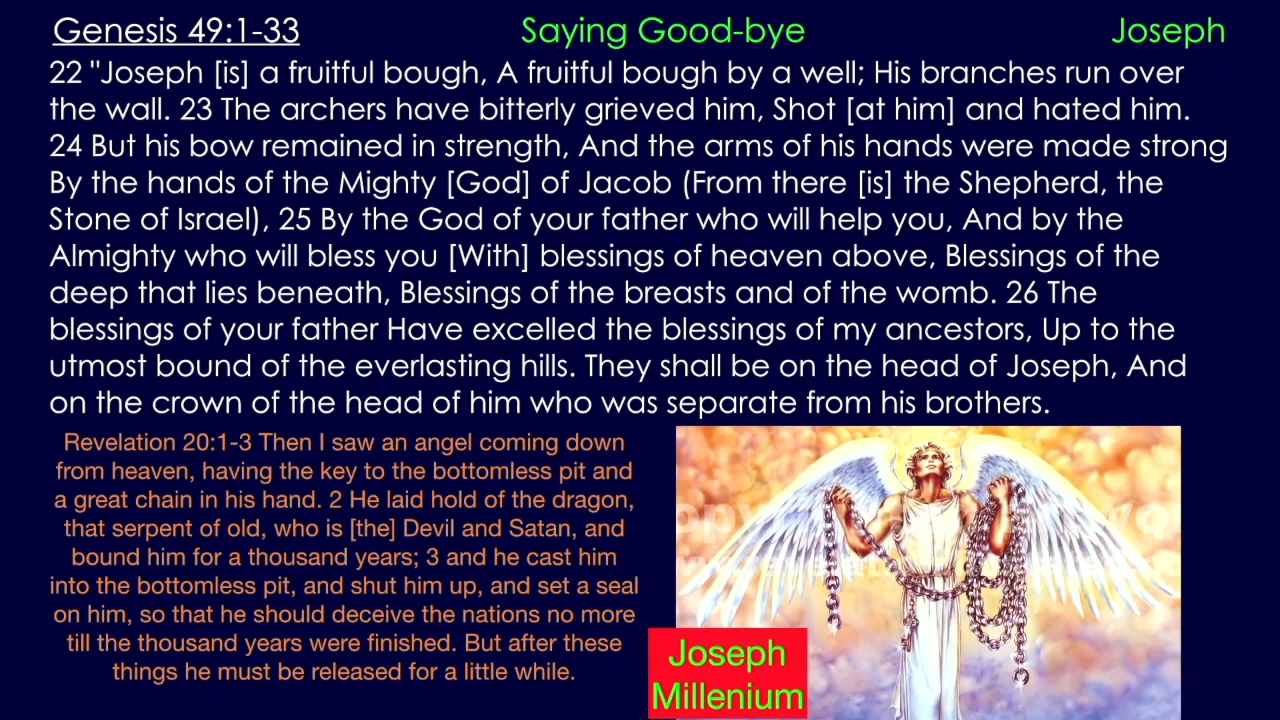 Genesis 49:1-33 Saying Good-bye Joseph
22 "Joseph [is] a fruitful bough, A fruitful bough by a well; His branches run over
the wall. 23 The archers have bitterly grieved him, Shot [at him] and hated him.
24 But his bow remained in strength, And the arms of his hands were made strong
By the hands of the Mighty [God] of Jacob (From there [is] the Shepherd, the
Stone of Israel), 25 By the God of your father who will help you, And by the
Almighty who will bless you [With] blessings of heaven above, Blessings of the
deep that lies beneath, Blessings of the breasts and of the womb. 26 The
blessings of your father Have excelled the blessings of my ancestors, Up to the
utmost bound of the everlasting hills. They shall be on the head of Joseph, And
on the crown of the head of him who was separate from his brothers.
Revelation 20:1-3 Then I saw an angel coming down
from heaven, having the key to the bottomless pit and
a great chain in his hand. 2 He laid hold of the dragon,
that serpent of old, who is [the] Devil and Satan, and
bound him for a thousand years; 3 and he cast him
into the bottomless pit, and shut him up, and set a seal
on him, so that he should deceive the nations no more
till the thousand years were finished. But after these
things he must be released for a little while.
Joseph
Millenium